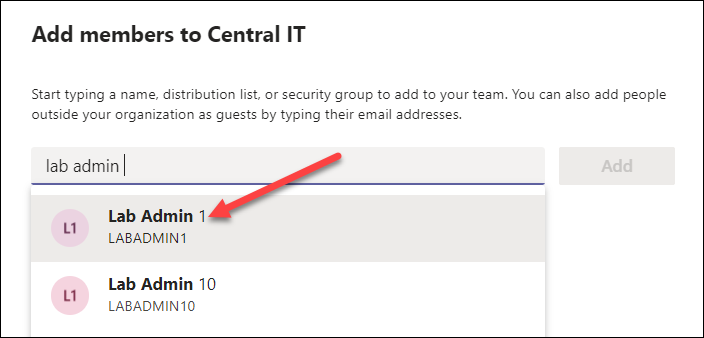 Add members to Central IT
Start typing a name, distribution list, or security group to add to your team. You can also add people
outside your organization as guests by typing their email addresses.
lab admin
Add
L1
Lab Admin 1
LABADMIN1
L1
Lab Admin 10
LABADMIN10